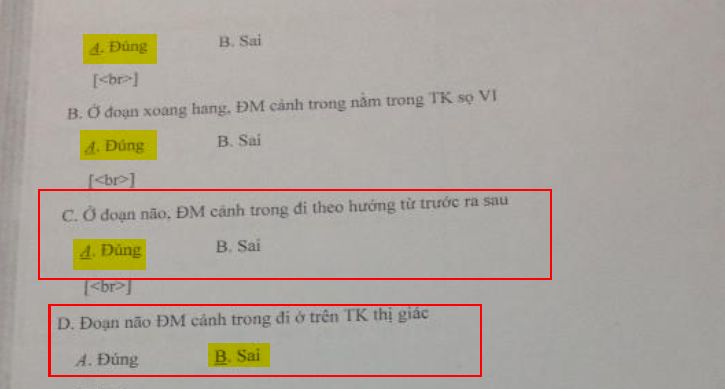 A. Đúng B. Sai
[<br>]
B. Ở đoạn xoang hang, ĐM cảnh trong nằm trong TK sọ VI
A. Đúng B. Sai
[<br>]
C. Ở đoạn não, ĐM cảnh trong đi theo hướng từ trước ra sau
A. Đúng B. Sai
[<br>]
D. Đoạn não ĐM cảnh trong đi ở trên TK thị giác
A. Đúng B. Sai